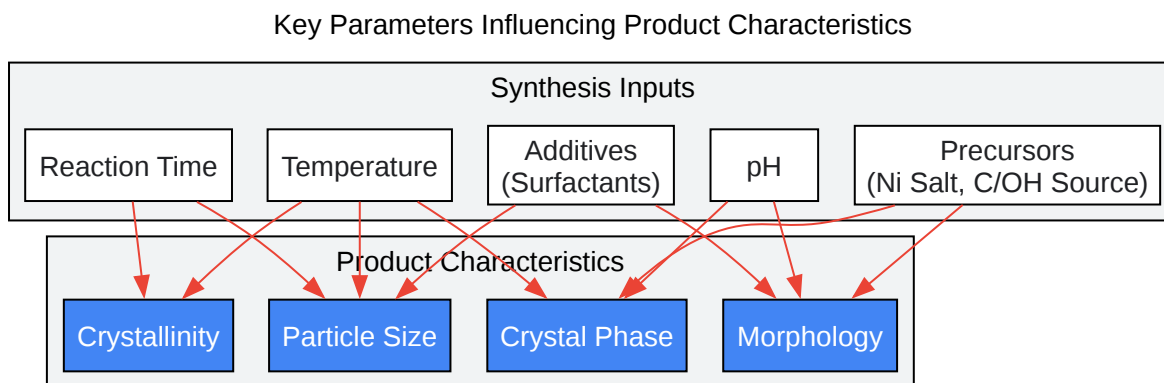 Key Parameters Influencing Product Characteristics
Synthesis Inputs
Reaction Time
Temperature
Additives
(Surfactants)
pH
Precursors
(Ni Salt, C/OH Source)
Product Characteristics
Crystallinity
Particle Size
Crystal Phase
Morphology